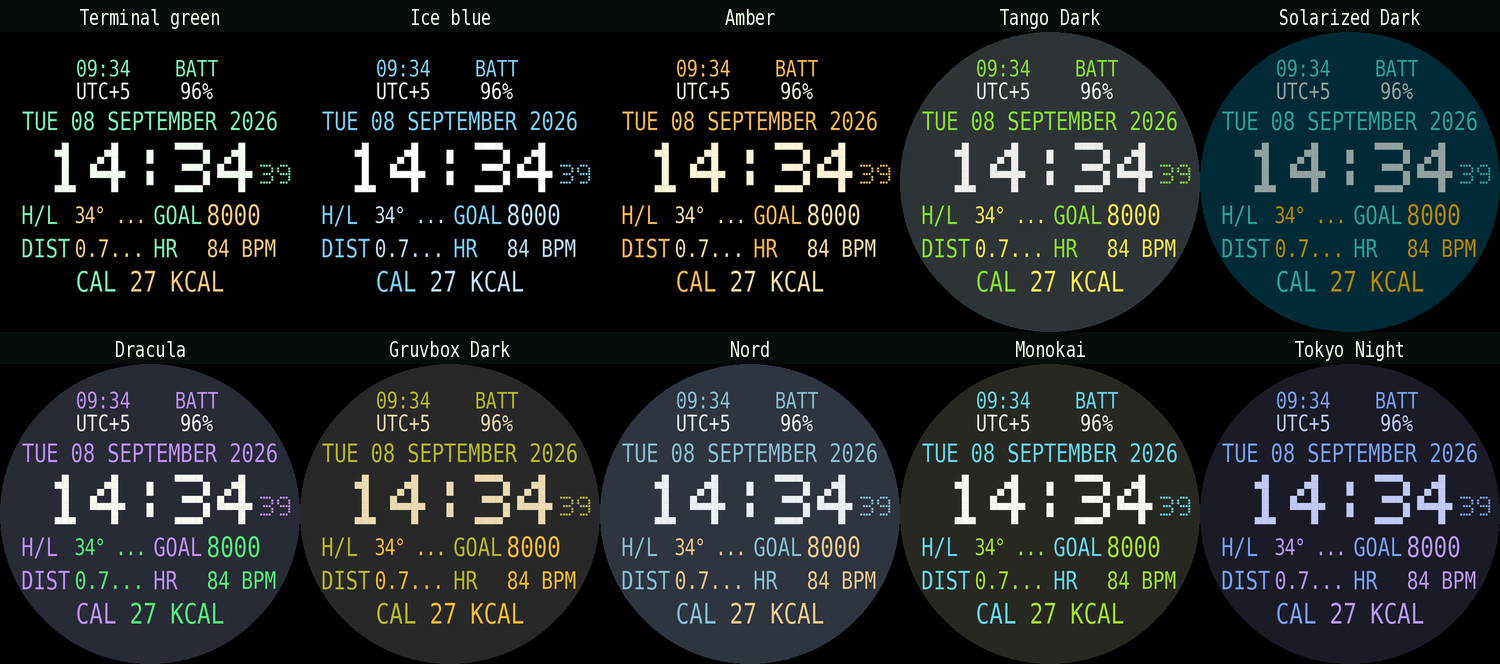 Terminal green
09:34 BATT
UTC+5 96%
TUE 08 SEPTEMBER 2026
14:34 39
H/L 34° ... GOAL 8000
DIST 0.7... HR 84 BPM
CAL 27 KCAL
Ice blue
09:34 BATT
UTC+5 96%
TUE 08 SEPTEMBER 2026
14:34 39
H/L 34° ... GOAL 8000
DIST 0.7... HR 84 BPM
CAL 27 KCAL
Amber
09:34 BATT
UTC+5 96%
TUE 08 SEPTEMBER 2026
14:34 39
H/L 34° ... GOAL 8000
DIST 0.7... HR 84 BPM
CAL 27 KCAL
Tango Dark
09:34 BATT
UTC+5 96%
TUE 08 SEPTEMBER 2026
14:34 39
H/L 34° ... GOAL 8000
DIST 0.7... HR 84 BPM
CAL 27 KCAL
Solarized Dark
09:34 BATT
UTC+5 96%
TUE 08 SEPTEMBER 2026
14:34 39
H/L 34° ... GOAL 8000
DIST 0.7... HR 84 BPM
CAL 27 KCAL
Dracula
09:34 BATT
UTC+5 96%
TUE 08 SEPTEMBER 2026
14:34 39
H/L 34° ... GOAL 8000
DIST 0.7... HR 84 BPM
CAL 27 KCAL
Gruvbox Dark
09:34 BATT
UTC+5 96%
TUE 08 SEPTEMBER 2026
14:34 39
H/L 34° ... GOAL 8000
DIST 0.7... HR 84 BPM
CAL 27 KCAL
Nord
09:34 BATT
UTC+5 96%
TUE 08 SEPTEMBER 2026
14:34 39
H/L 34° ... GOAL 8000
DIST 0.7... HR 84 BPM
CAL 27 KCAL
Monokai
09:34 BATT
UTC+5 96%
TUE 08 SEPTEMBER 2026
14:34 39
H/L 34° ... GOAL 8000
DIST 0.7... HR 84 BPM
CAL 27 KCAL
Tokyo Night
09:34 BATT
UTC+5 96%
TUE 08 SEPTEMBER 2026
14:34 39
H/L 34° ... GOAL 8000
DIST 0.7... HR 84 BPM
CAL 27 KCAL